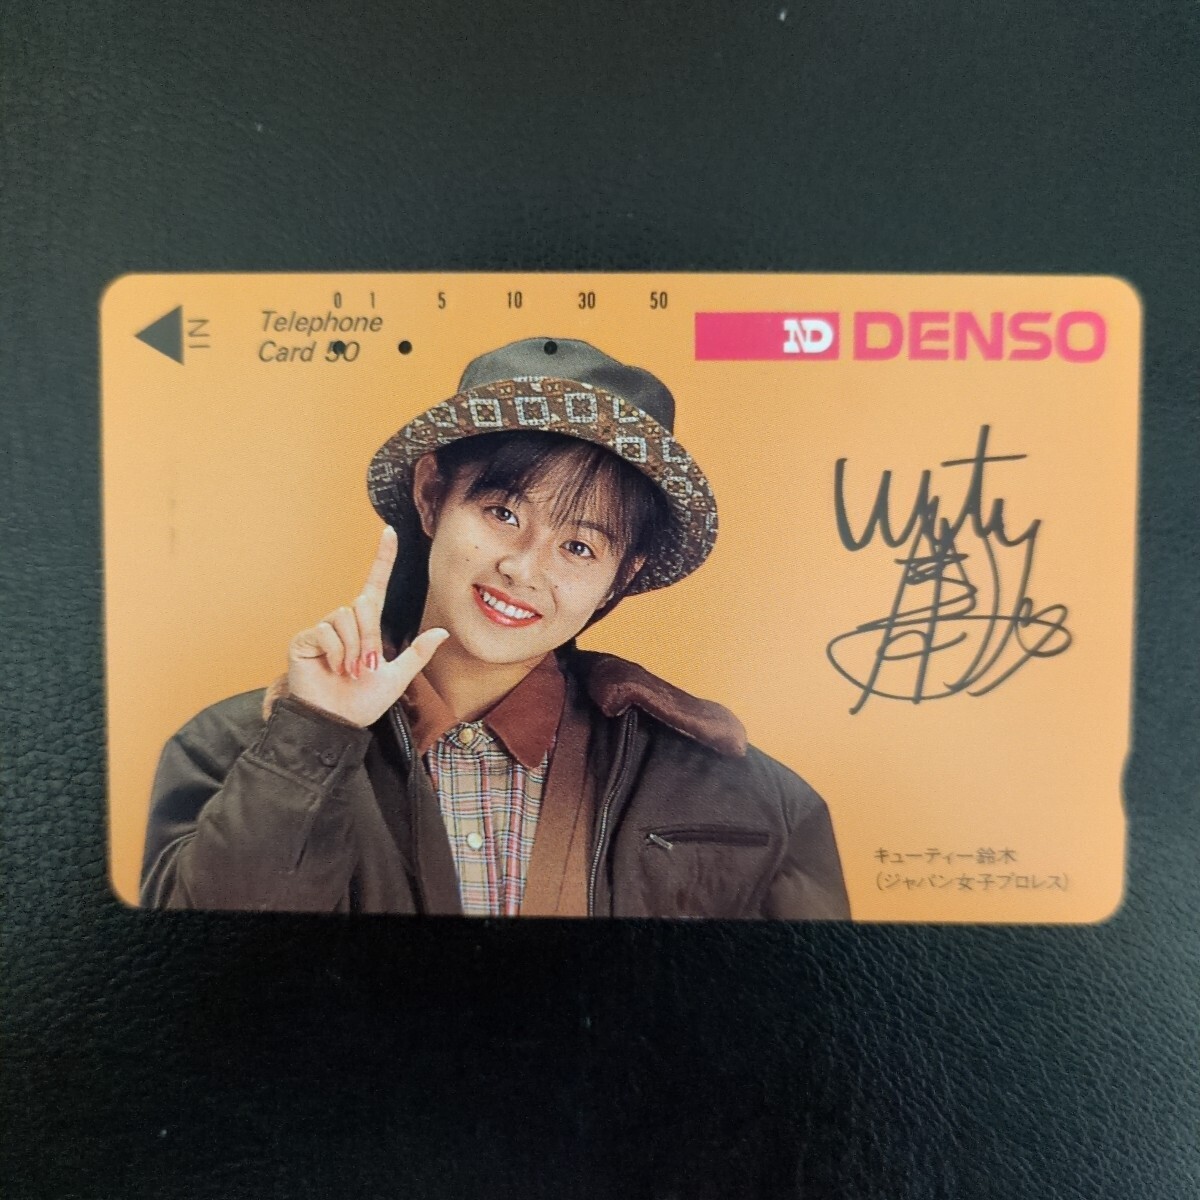 0 1 5 10 30 50
IN
Telephone
Card 50
ND DENSO
キューティー鈴木
(ジャパン女子プロレス)